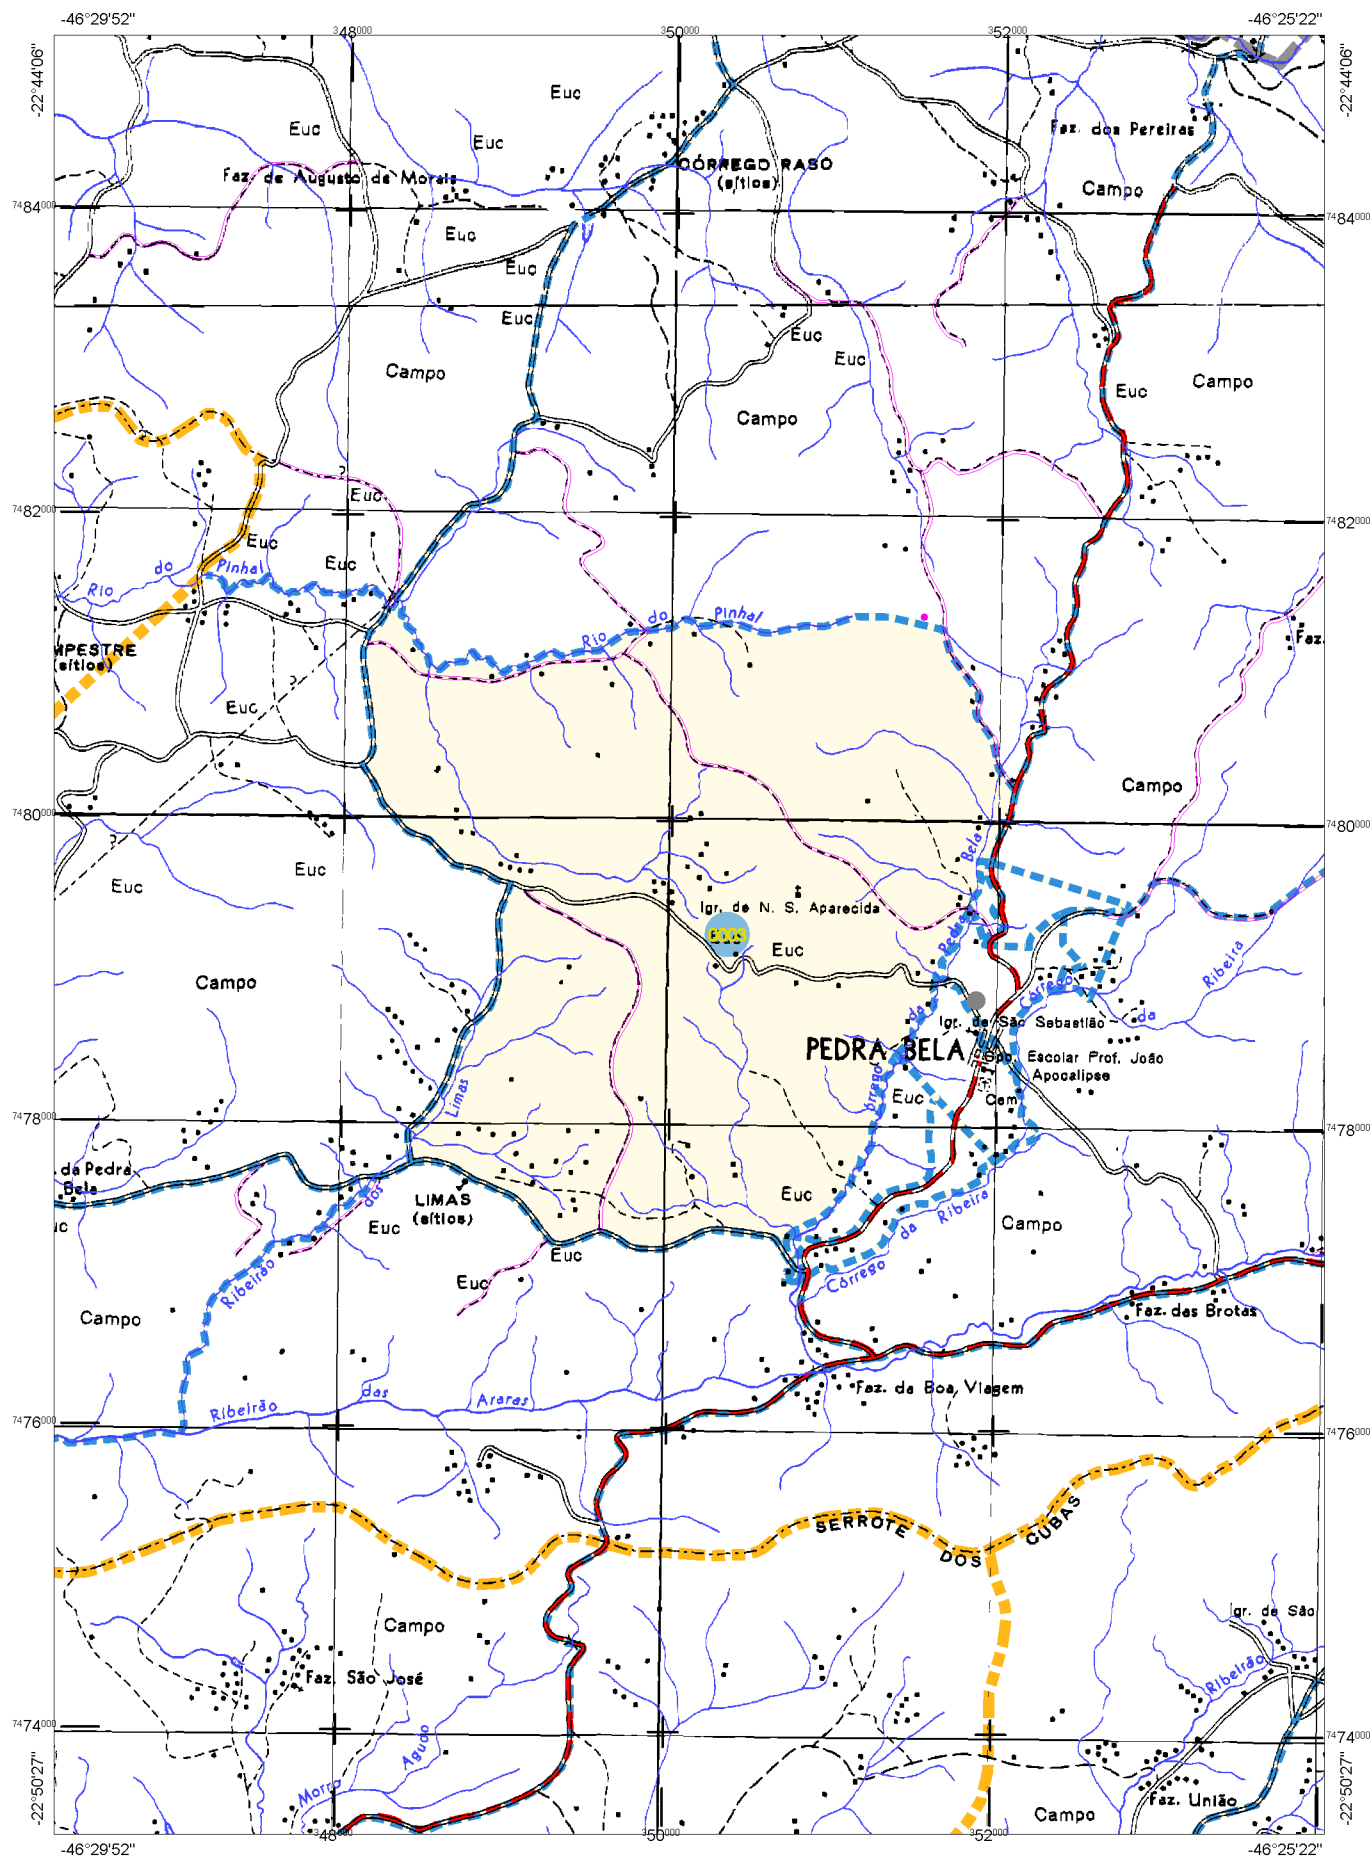 -46°29'52"
-46°25'22"
348000
350000
352000
-22°44'06"
-22°44'06"
Euc
Euc
Euc
Faz. dos Pereiras
CÓRREGO RASO
(sítios)
Faz. de Augusto de Morais
Campo
7484000
7484000
Euc
Euc
Euc
Euc
Euc
Campo
Euc
Campo
Campo
Euc
7482000
7482000
Euc
Euc
Rio do Pinhal
Rio do Pinhal
MPESTRE
(sítios)
Faz.
Euc
Campo
7480000
7480000
Bela
Euc
Euc
Igr. de N. S. Aparecida
Pedra
Euc
Ribeira
Campo
Córrego
da
da
Igr. de São Sebastião
PEDRA BELA
Gpo. Escolar Prof. João
Apocalipse
Limas
Córrego
Euc
Cem
7478000
7478000
da Pedra
Bela
uc
LIMAS
(sítios)
dos
Euc
Euc
Euc
Ribeira
da
Campo
Córrego
Ribeirão
Euc
Campo
Faz. das Brotas
Faz. da Boa Viagem
das
Araras
Ribeirão
7476000
7476000
SERROTE
DOS
CUBAS
Campo
Igr. de São
Faz. São José
Ribeirão
7474000
7474000
Morro
Faz. União
Campo
-22°50'27"
-22°50'27"
348000
350000
352000
-46°29'52"
-46°25'22"